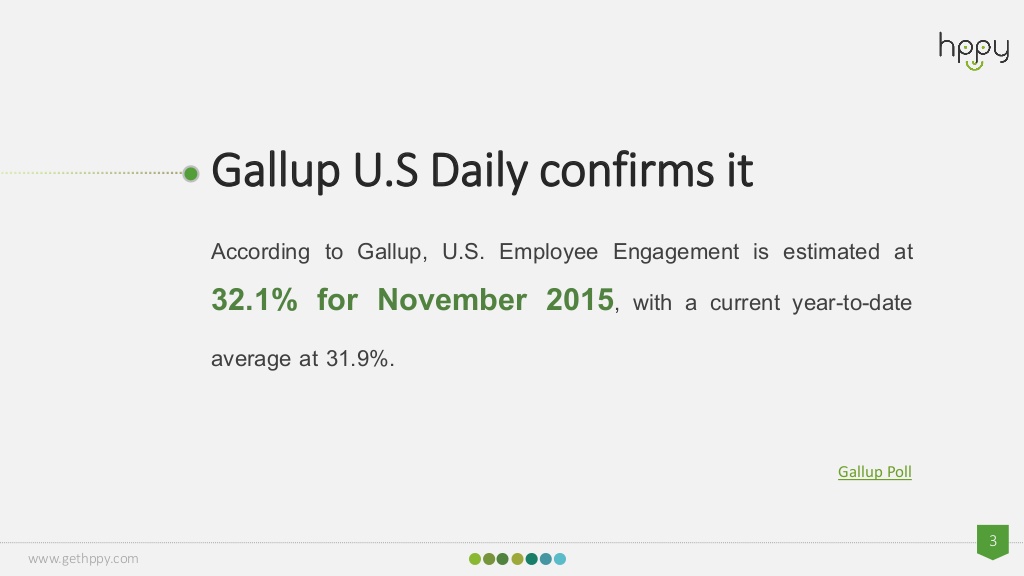 hppy
Gallup U.S Daily confirms it
According to Gallup, U.S. Employee Engagement is estimated at
32.1% for November 2015, with a current year-to-date
average at 31.9%.
Gallup Poll
3
www.gethppy.com